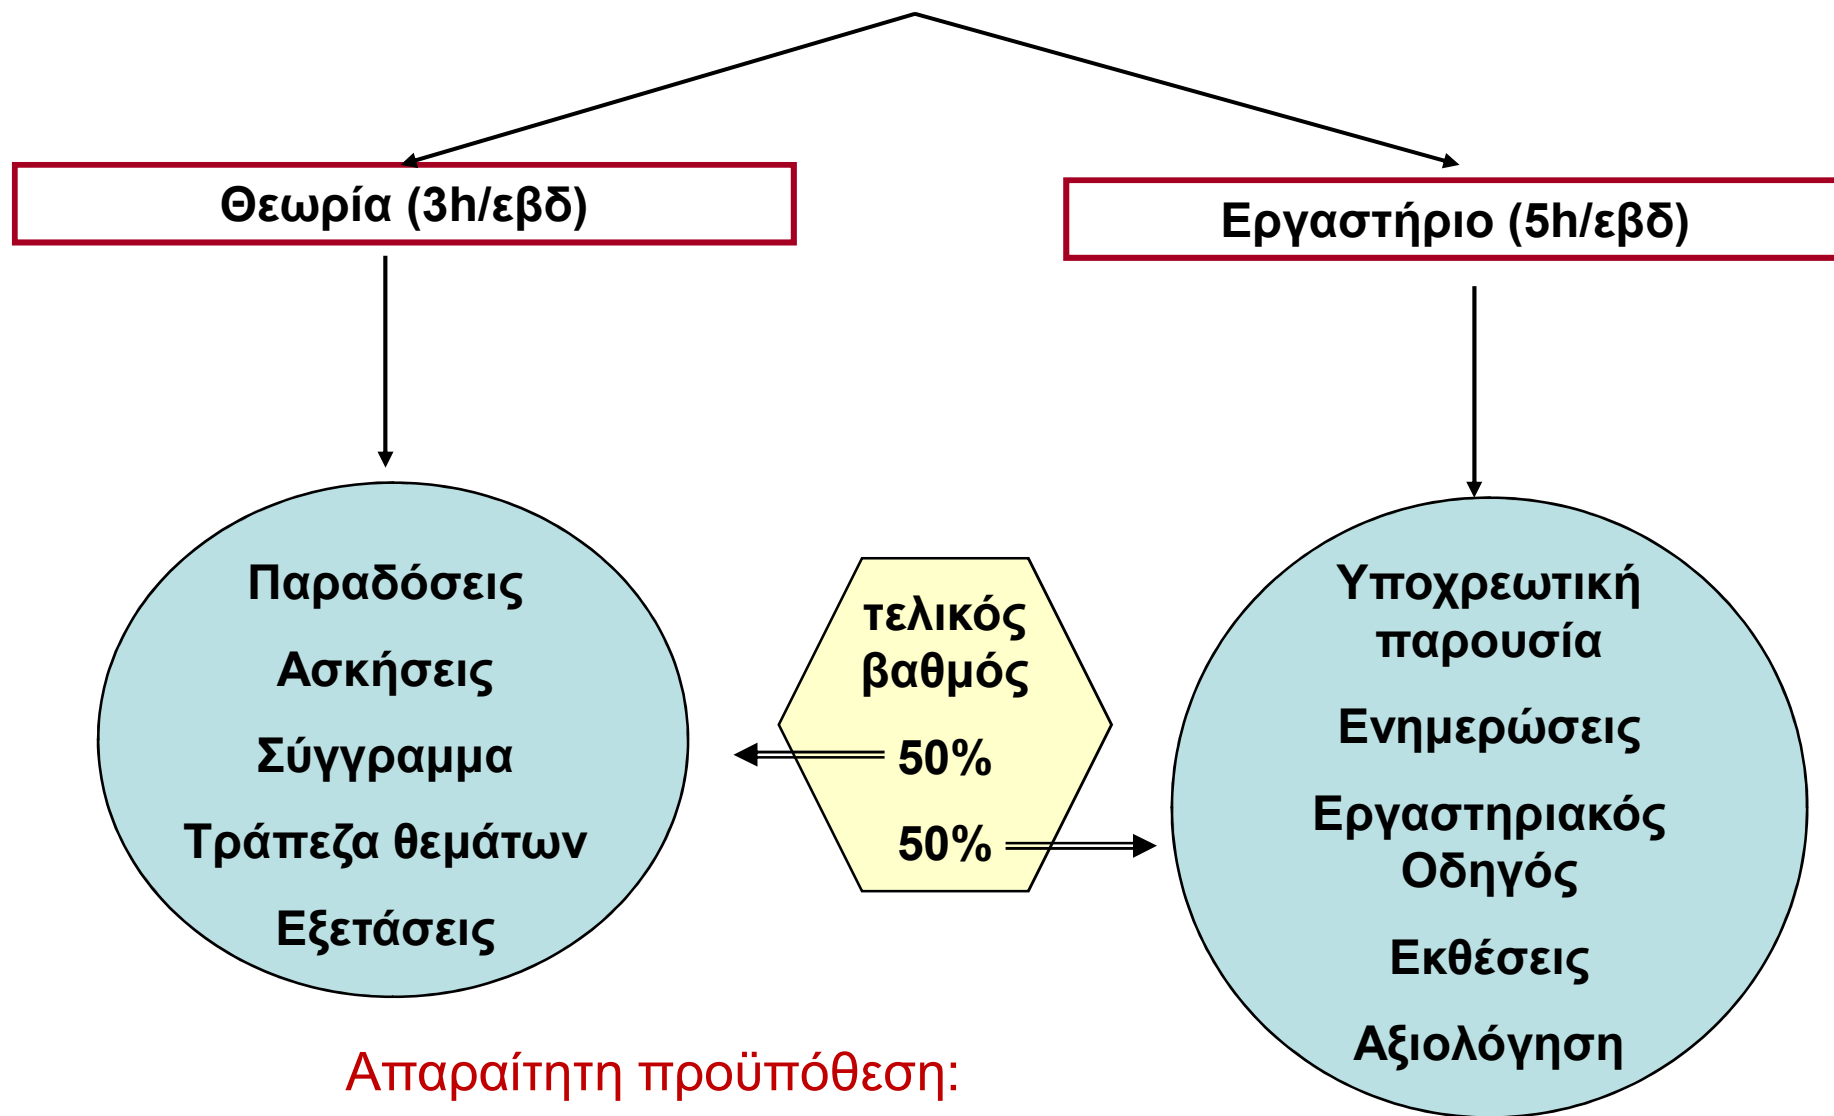 Θεωρία (3h/εβδ)
Εργαστήριο (5h/εβδ)
Παραδόσεις
Ασκήσεις
Σύγγραμμα
Τράπεζα θεμάτων
Εξετάσεις
τελικός
βαθμός
50%
50%
Υποχρεωτική
παρουσία
Ενημερώσεις
Εργαστηριακός
Οδηγός
Εκθέσεις
Αξιολόγηση
Απαραίτητη προϋπόθεση: